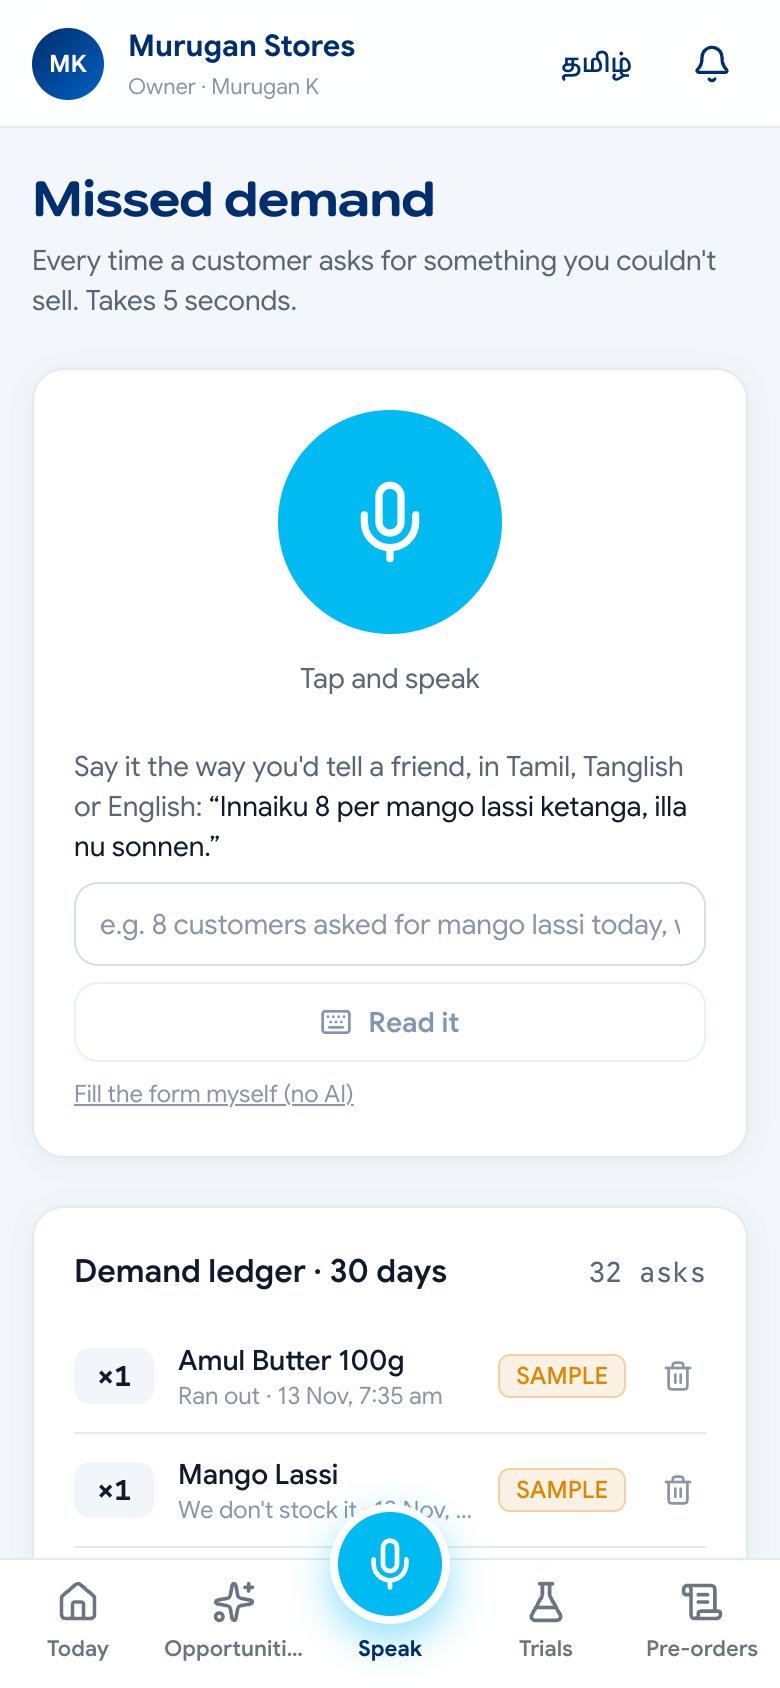 MK
Murugan Stores
Owner · Murugan K
தமிழ்
Missed demand
Every time a customer asks for something you couldn't
sell. Takes 5 seconds.
Tap and speak
Say it the way you'd tell a friend, in Tamil, Tanglish
or English: “Innaiku 8 per mango lassi ketanga, illa
nu sonnen.”
e.g. 8 customers asked for mango lassi today,
Read it
Fill the form myself (no AI)
Demand ledger · 30 days
32 asks
×1
Amul Butter 100g
Ran out · 13 Nov, 7:35 am
SAMPLE
×1
Mango Lassi
We don't stock it · Nov, ...
SAMPLE
Today
Opportuniti...
Speak
Trials
Pre-orders